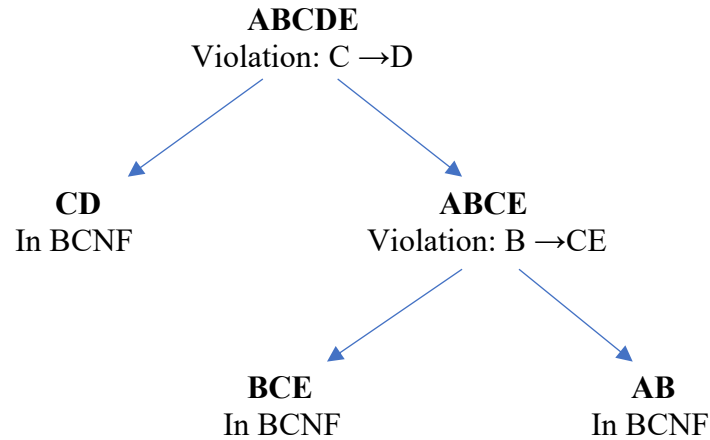 ABCDE
Violation: C →D
CD
In BCNF
ABCE
Violation: B →CE
BCE
In BCNF
AB
In BCNF